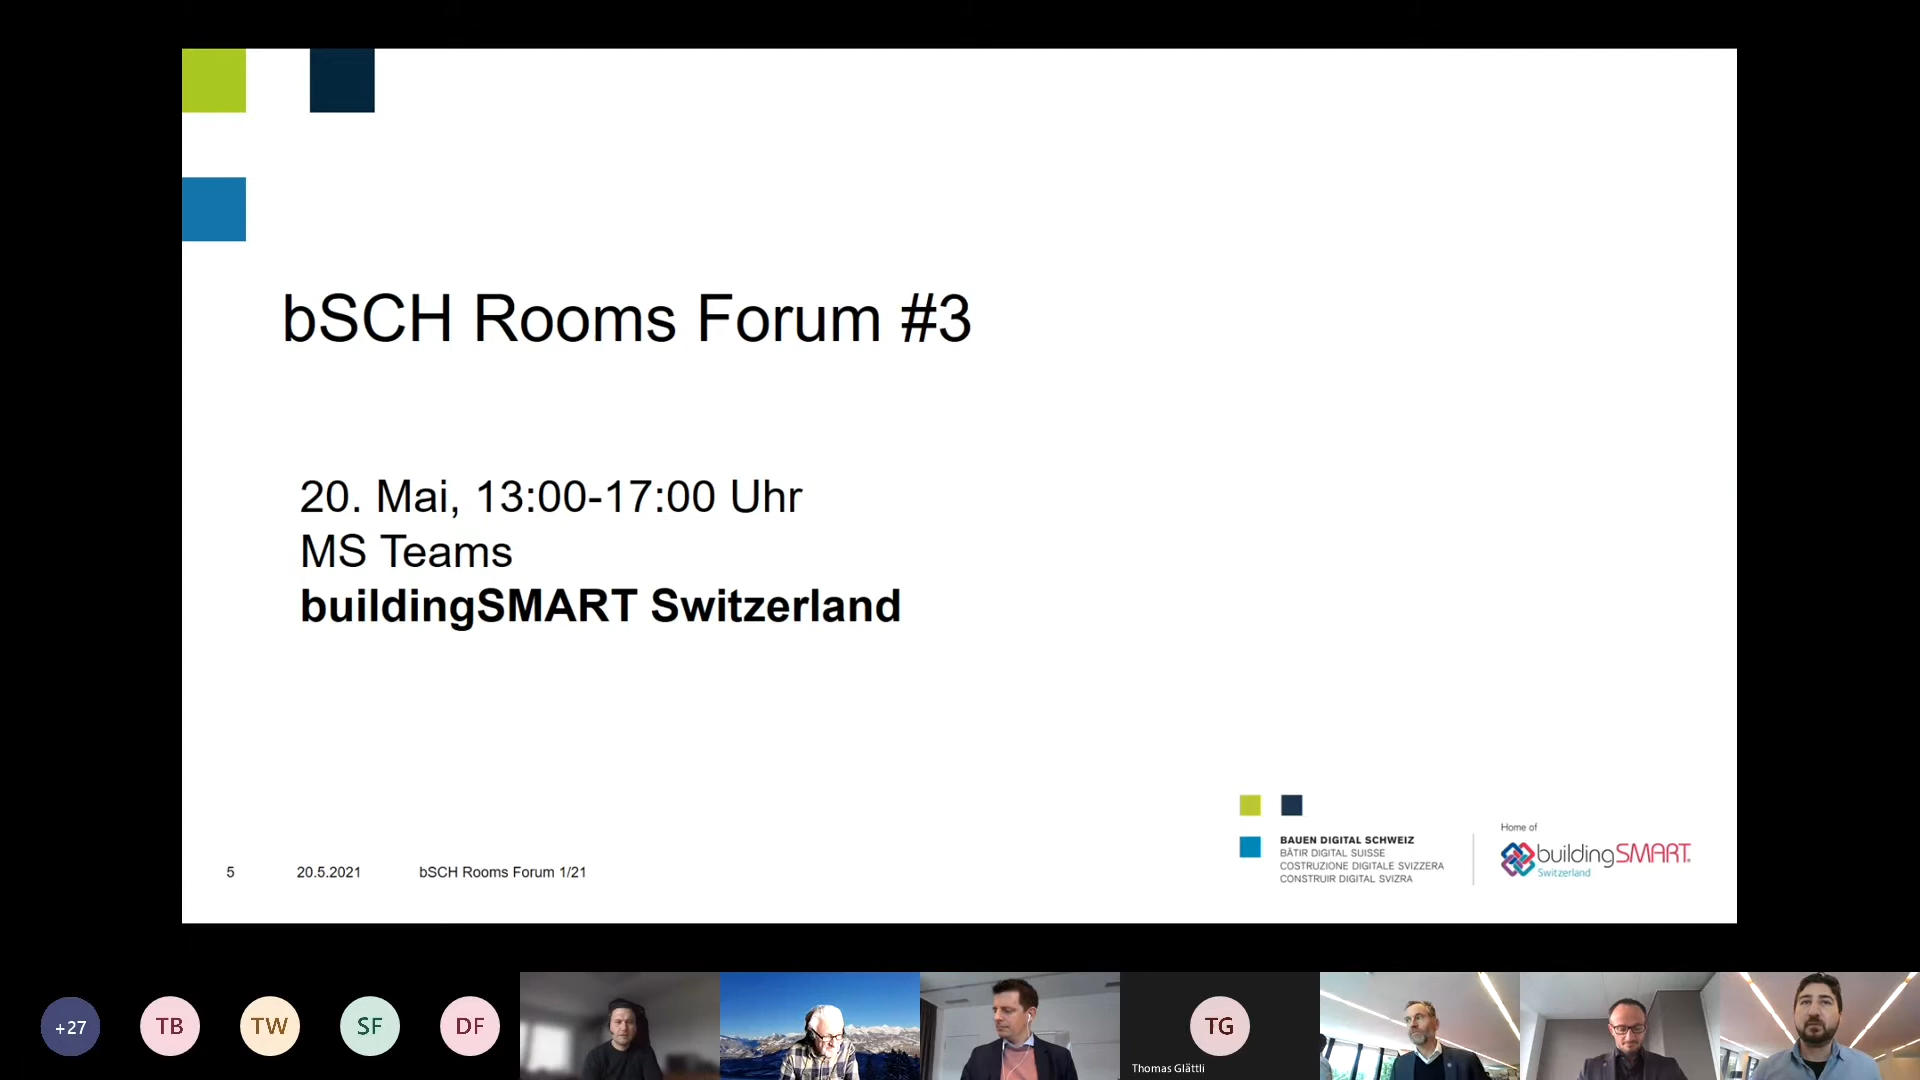 bSCH Rooms Forum #3
20. Mai, 13:00-17:00 Uhr
MS Teams
buildingSMART Switzerland
5 20.5.2021 bSCH Rooms Forum 1/21
BAUEN DIGITAL SCHWEIZ
BÂTIR DIGITAL SUISSE
COSTRUZIONE DIGITALE SVIZZERA
CONSTRUIR DIGITAL SVIZRA
Home of
buildingSMART
Switzerland
+27 TB TW SF DF TG
Thomas Glättli